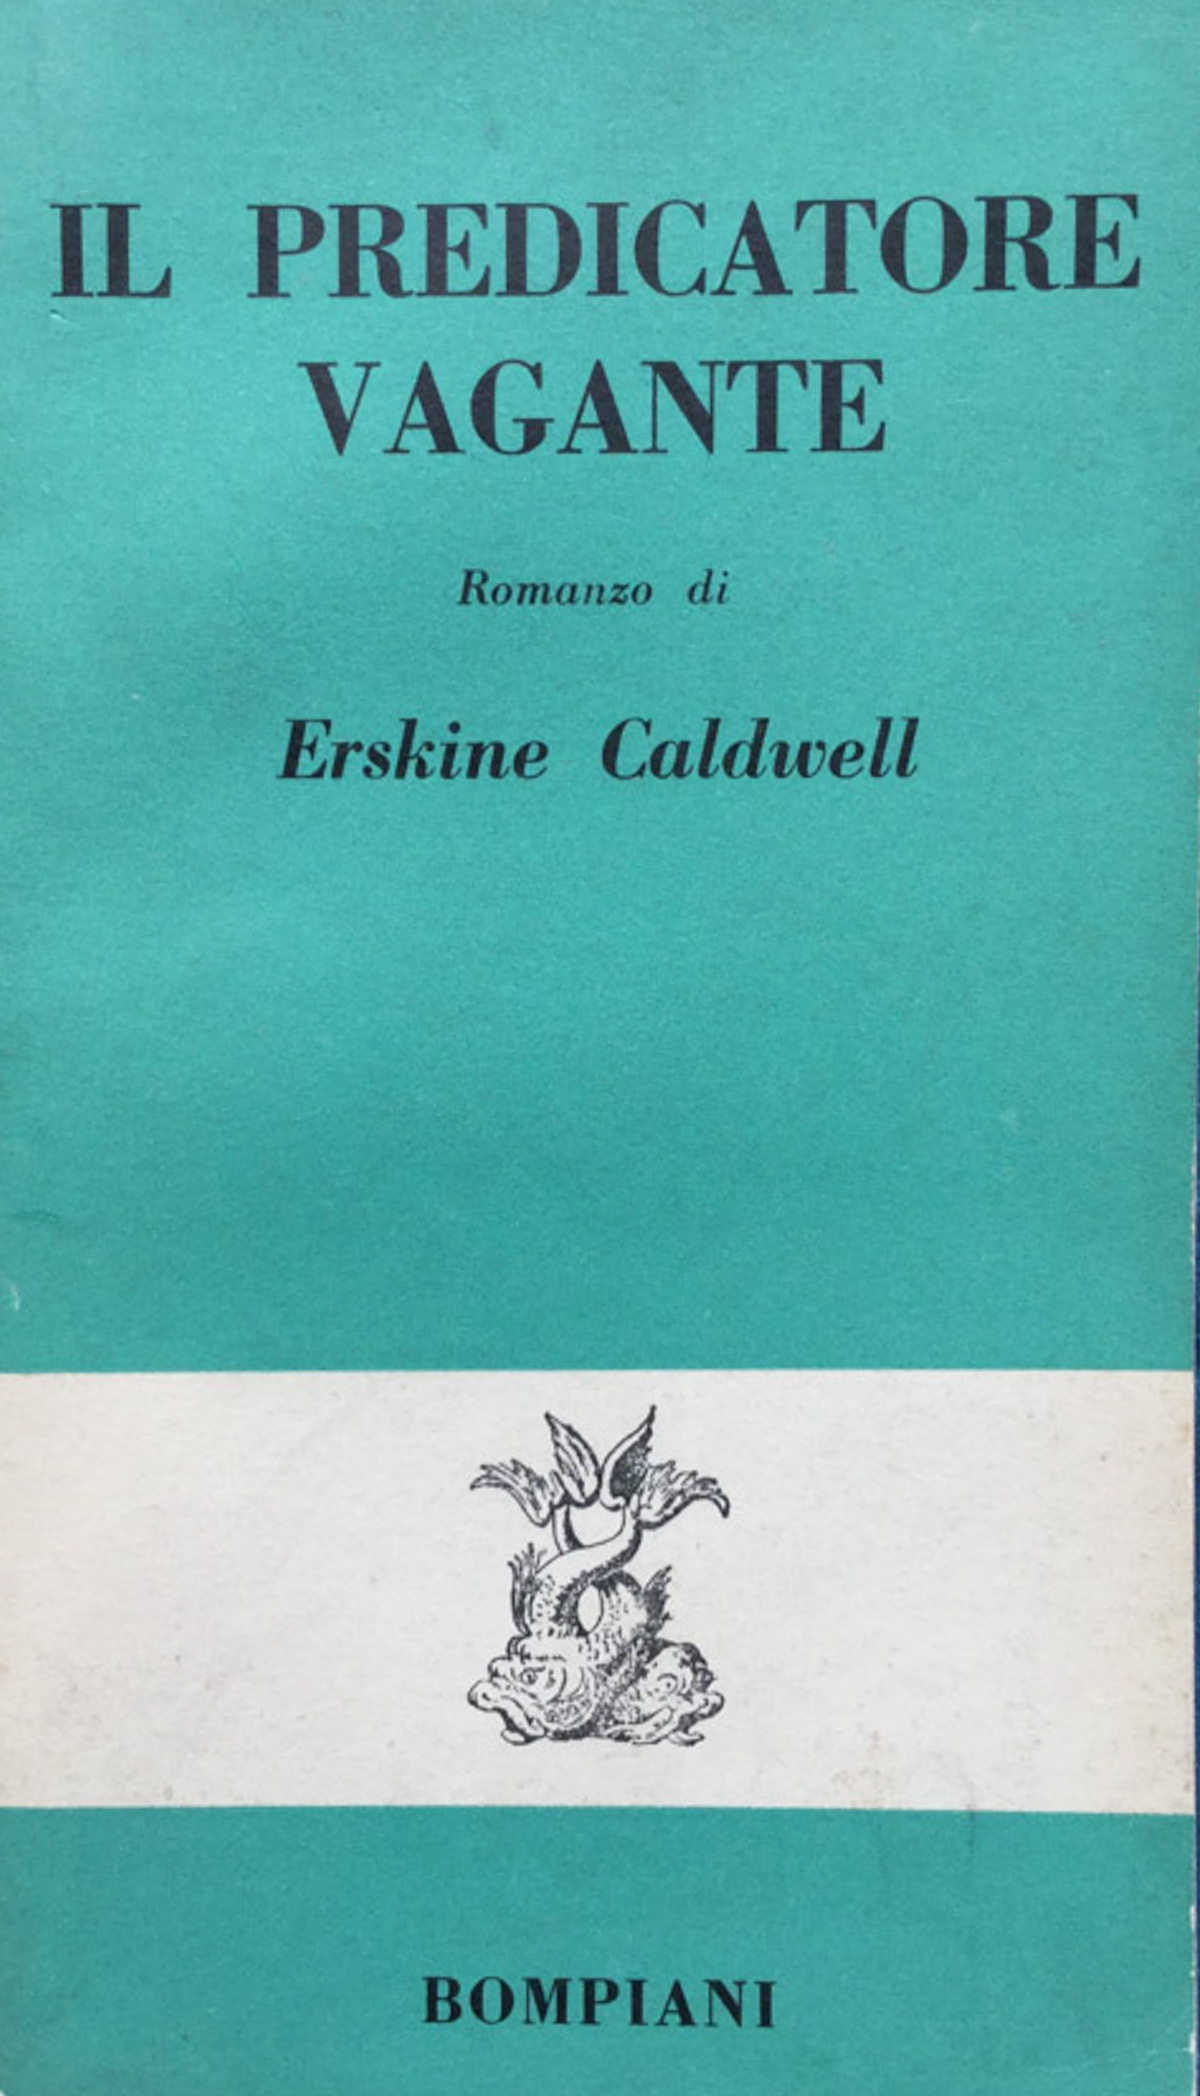 IL PREDICATORE
VAGANTE
Romanzo di
Erskine Caldwell
BOMPIANI